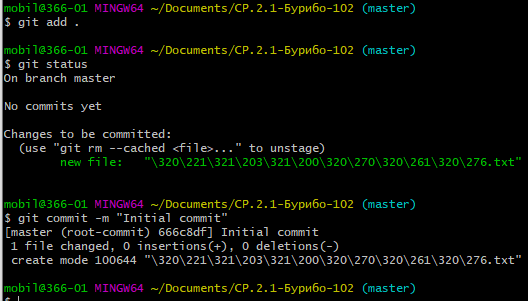 mobil@366-01 MINGW64 ~/Documents/СР.2.1-Бурибо-102 (master)
$ git add .
mobil@366-01 MINGW64 ~/Documents/СР.2.1-Бурибо-102 (master)
$ git status
On branch master
No commits yet
Changes to be committed:
  (use "git rm --cached <file>..." to unstage)
        new file:   "\320\221\321\203\321\200\320\270\320\261\320\276.txt"
mobil@366-01 MINGW64 ~/Documents/СР.2.1-Бурибо-102 (master)
$ git commit -m "Initial commit"
[master (root-commit) 666c8df] Initial commit
 1 file changed, 0 insertions(+), 0 deletions(-)
 create mode 100644 "\320\221\321\203\321\200\320\270\320\261\320\276.txt"
mobil@366-01 MINGW64 ~/Documents/СР.2.1-Бурибо-102 (master)
$